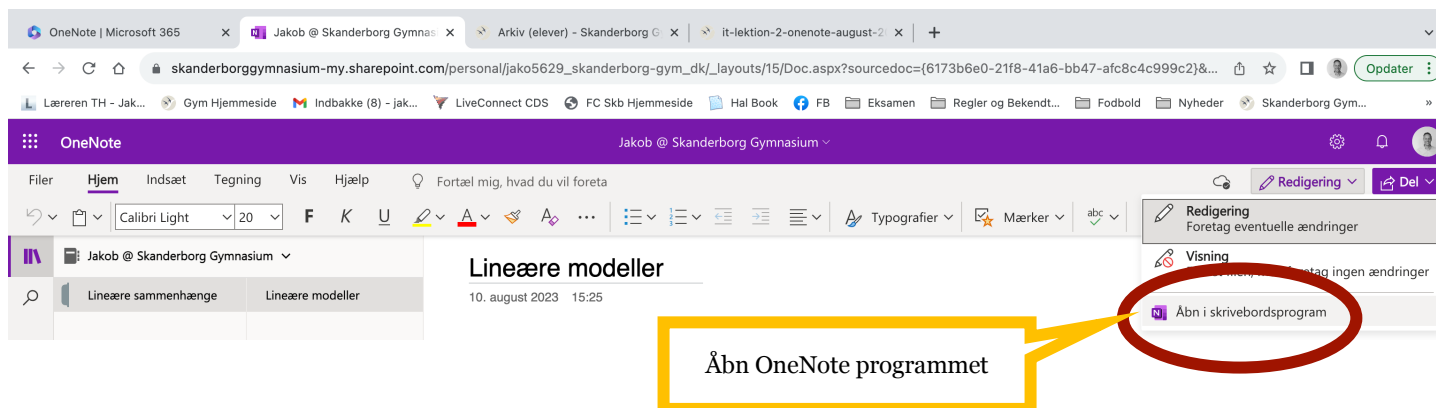 OneNote | Microsoft 365
Jakob @ Skanderborg Gymnas
Arkiv (elever) - Skanderborg G
it-lektion-2-onenote-august-2
skanderborggymnasium-my.sharepoint.com/personal/jako5629_skanderborg-gym_dk/_layouts/15/Doc.aspx?sourcedoc={6173b6e0-21f8-41a6-bb47-afc8c4c999c2}&...
Opdater
Læreren TH - Jak... Gym Hjemmeside Indbakke (8) - jak... LiveConnect CDS FC Skb Hjemmeside Hal Book FB Eksamen Regler og Bekendt... Fodbold Nyheder Skanderborg Gym... »
OneNote
Jakob @ Skanderborg Gymnasium
Filer Hjem Indsæt Tegning Vis Hjælp Fortæl mig, hvad du vil foreta
Redigering Del
Calibri Light 20 F K U A A ... Typografier Mærker abc
Redigering
Foretag eventuelle ændringer
Visning
ingen ændringer
Åbn i skrivebordsprogram
Jakob @ Skanderborg Gymnasium
Lineære sammenhænge
Lineære modeller
Lineære modeller
10. august 2023 15:25
Åbn OneNote programmet